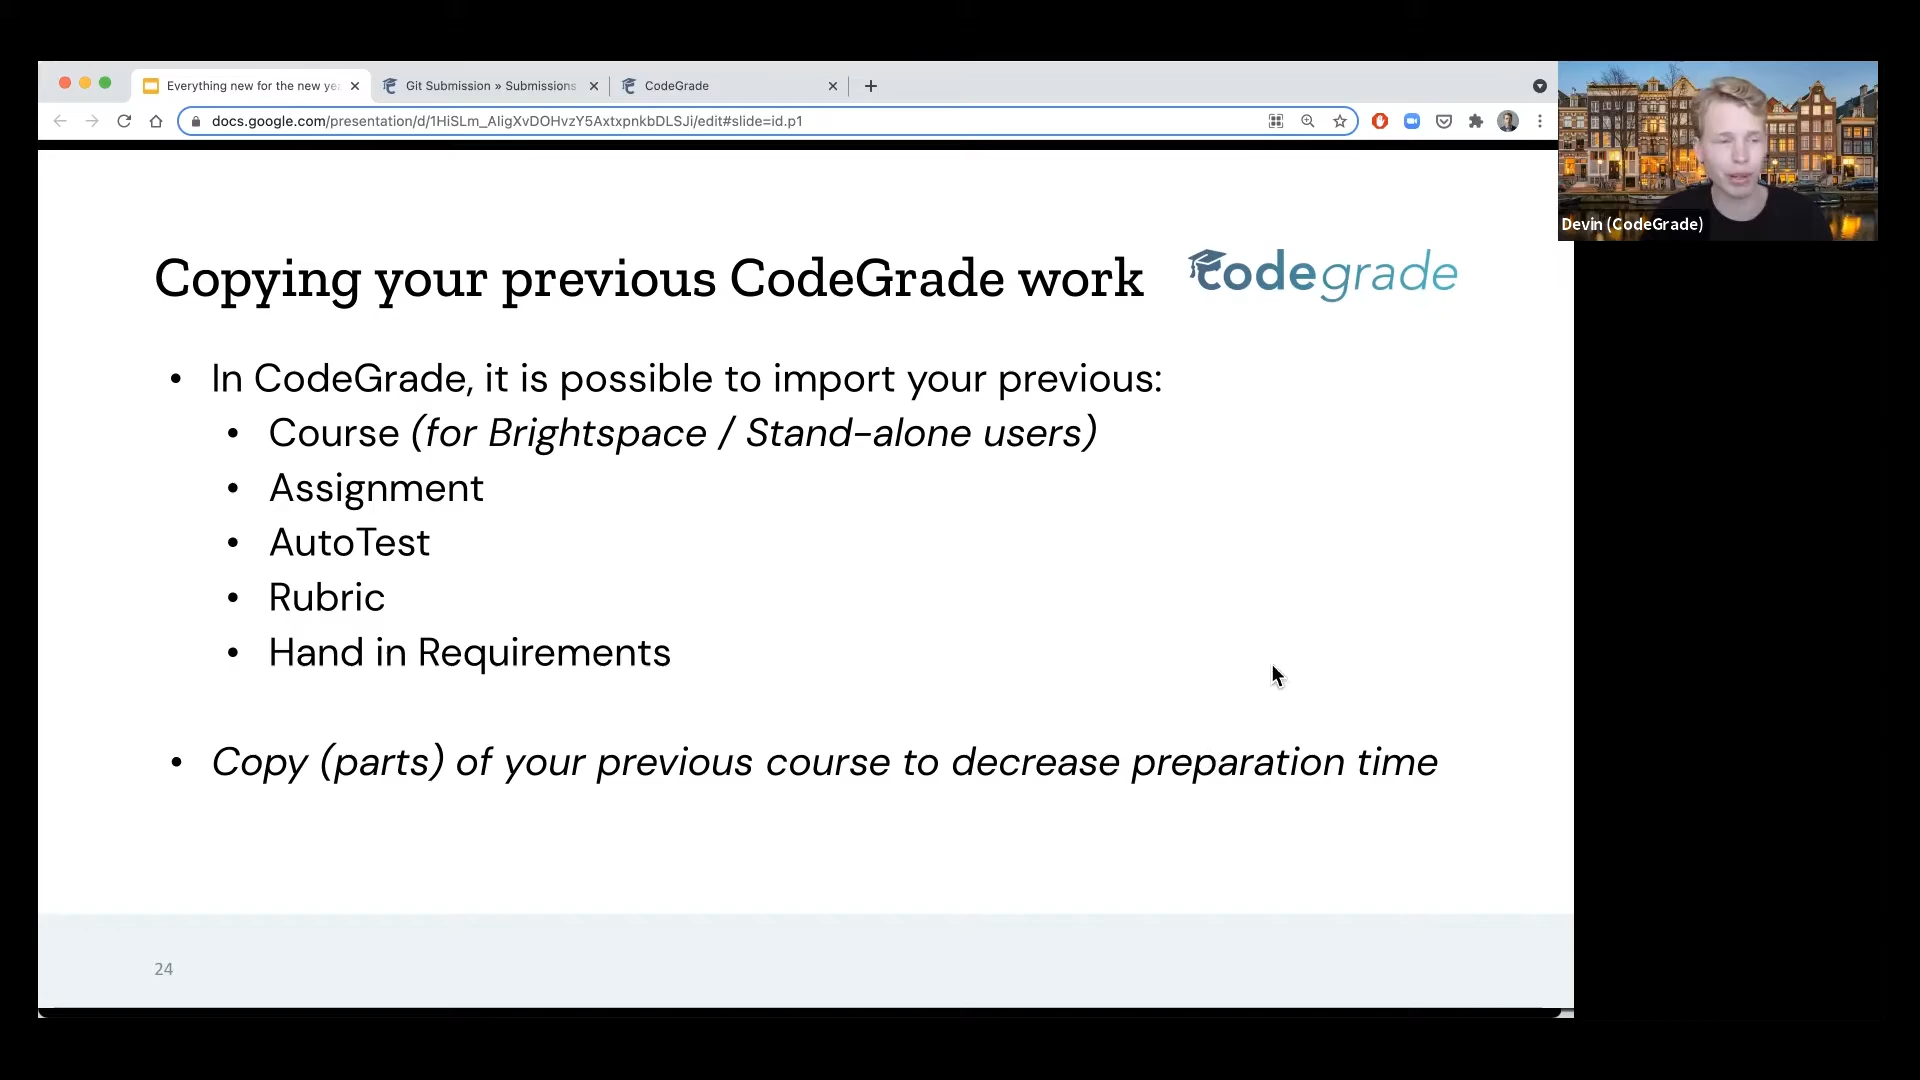 Everything new for the new ye
Git Submission » Submissions
CodeGrade
docs.google.com/presentation/d/1HiSLm_AIigXvDOHvzY5AxtxpnkbDLSJi/edit#slide=id.p1
Devin (CodeGrade)
Copying your previous CodeGrade work
codegrade
• In CodeGrade, it is possible to import your previous:
• Course (for Brightspace / Stand-alone users)
• Assignment
• AutoTest
• Rubric
• Hand in Requirements
• Copy (parts) of your previous course to decrease preparation time
24